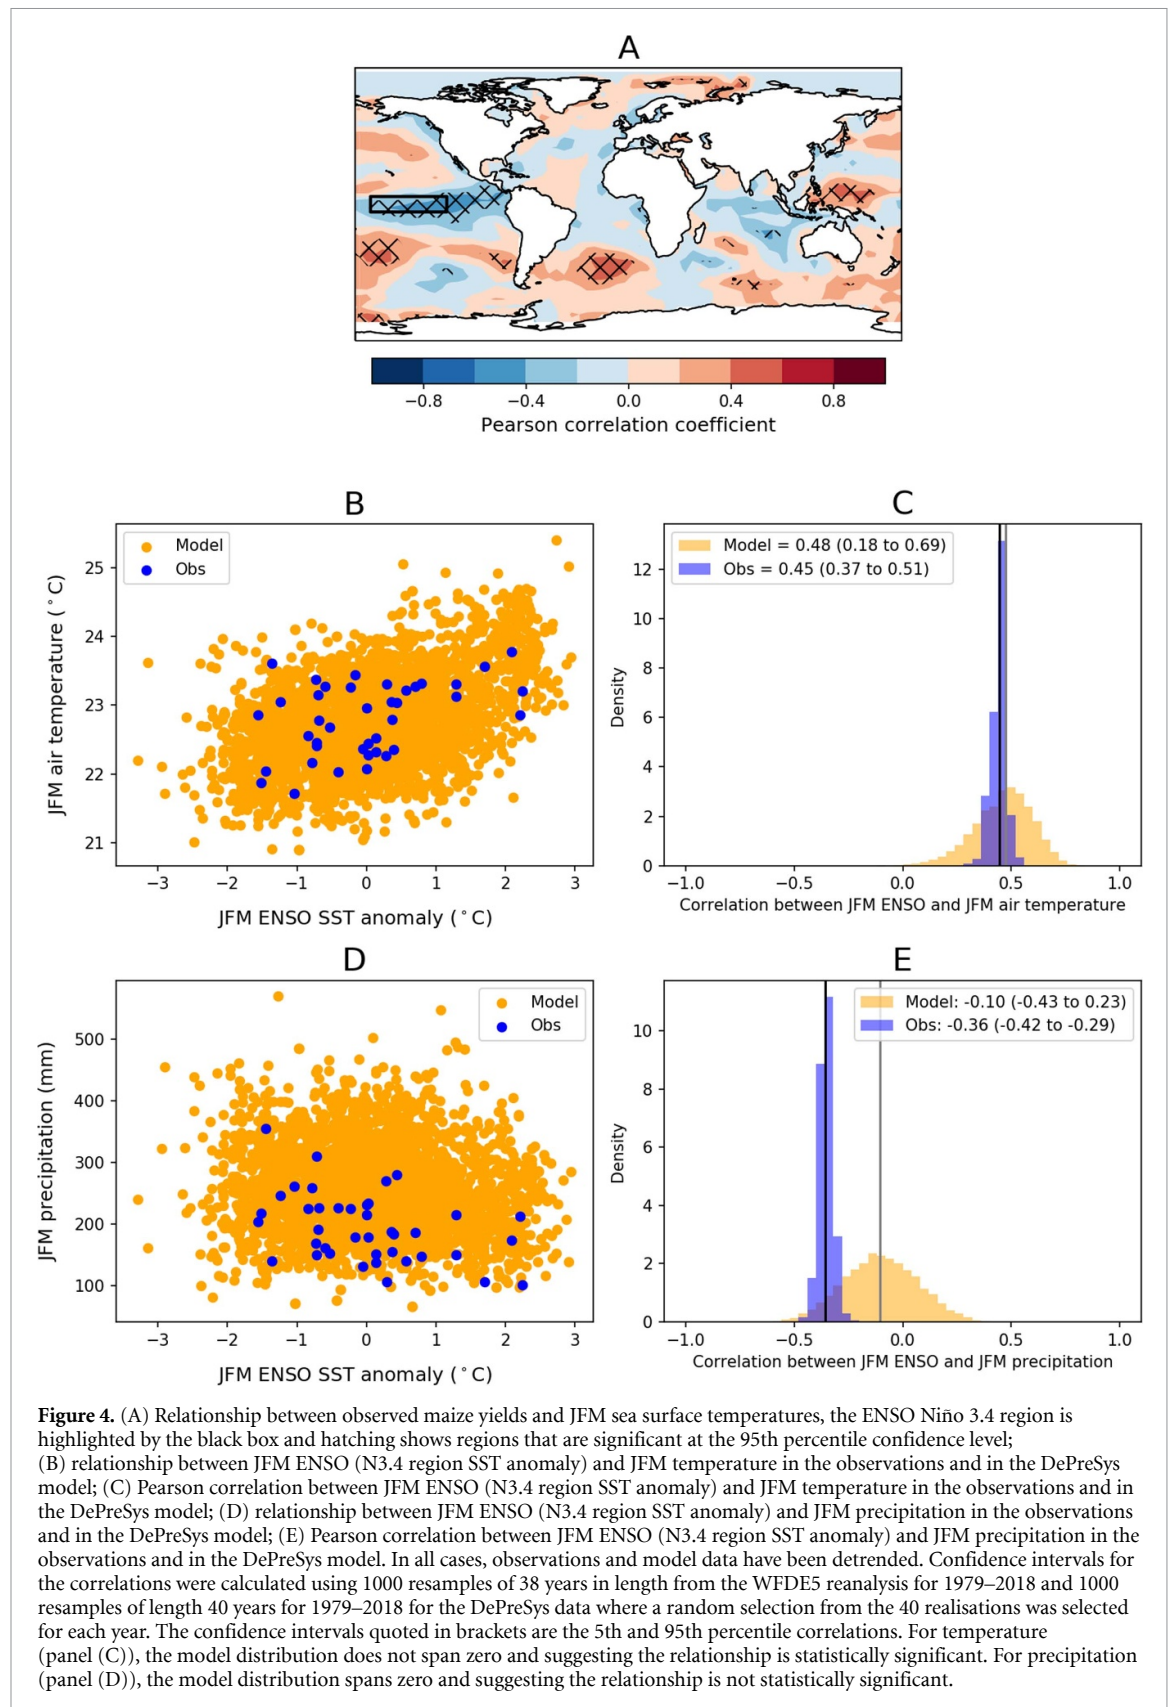 A
−0.8 −0.4 0.0 0.4 0.8
Pearson correlation coefficient
B
Model
Obs
25
24
23
22
21
JFM air temperature (°C)
−3 −2 −1 0 1 2 3
JFM ENSO SST anomaly (°C)
C
Model = 0.48 (0.18 to 0.69)
Obs = 0.45 (0.37 to 0.51)
12
10
8
6
4
2
0
Density
−1.0 −0.5 0.0 0.5 1.0
Correlation between JFM ENSO and JFM air temperature
D
Model
Obs
500
400
300
200
100
JFM precipitation (mm)
−3 −2 −1 0 1 2 3
JFM ENSO SST anomaly (°C)
E
Model: -0.10 (-0.43 to 0.23)
Obs: -0.36 (-0.42 to -0.29)
10
8
6
4
2
0
Density
−1.0 −0.5 0.0 0.5 1.0
Correlation between JFM ENSO and JFM precipitation
Figure 4. (A) Relationship between observed maize yields and JFM sea surface temperatures, the ENSO Niño 3.4 region is
highlighted by the black box and hatching shows regions that are significant at the 95th percentile confidence level;
(B) relationship between JFM ENSO (N3.4 region SST anomaly) and JFM temperature in the observations and in the DePreSys
model; (C) Pearson correlation between JFM ENSO (N3.4 region SST anomaly) and JFM temperature in the observations and in
the DePreSys model; (D) relationship between JFM ENSO (N3.4 region SST anomaly) and JFM precipitation in the observations
and in the DePreSys model; (E) Pearson correlation between JFM ENSO (N3.4 region SST anomaly) and JFM precipitation in the
observations and in the DePreSys model. In all cases, observations and model data have been detrended. Confidence intervals for
the correlations were calculated using 1000 resamples of 38 years in length from the WFDE5 reanalysis for 1979–2018 and 1000
resamples of length 40 years for 1979–2018 for the DePreSys data where a random selection from the 40 realisations was selected
for each year. The confidence intervals quoted in brackets are the 5th and 95th percentile correlations. For temperature
(panel (C)), the model distribution does not span zero and suggesting the relationship is statistically significant. For precipitation
(panel (D)), the model distribution spans zero and suggesting the relationship is not statistically significant.